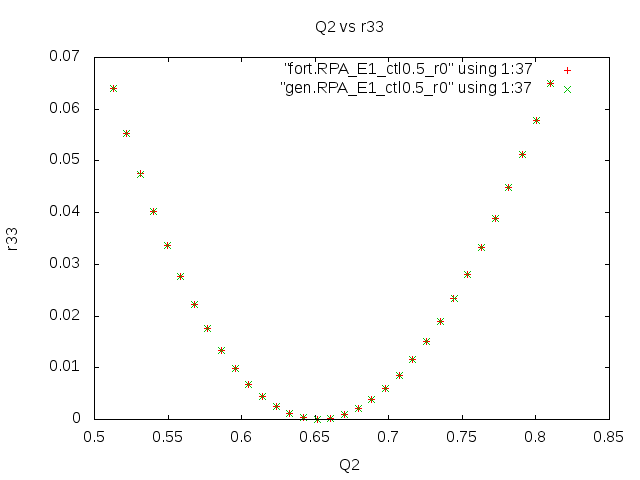 Q2 vs r33
"fort.RPA_E1_ctl0.5_r0" using 1:37
"gen.RPA_E1_ctl0.5_r0" using 1:37
0.07
0.06
0.05
0.04
0.03
0.02
0.01
0
r33
0.5 0.55 0.6 0.65 0.7 0.75 0.8 0.85
Q2